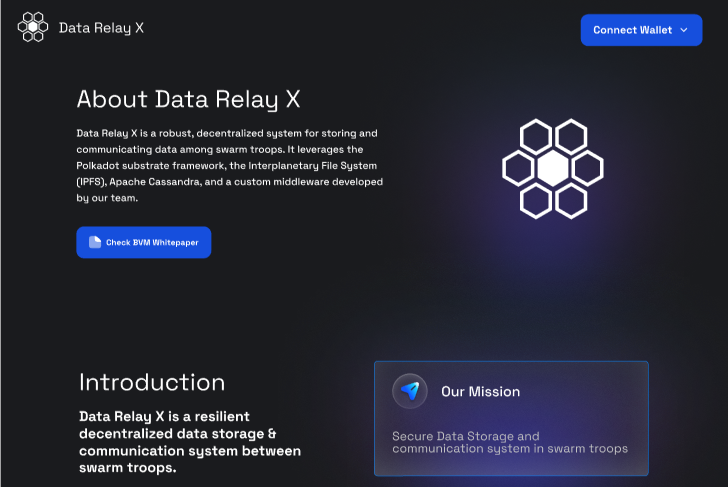 Data Relay X
Connect Wallet
About Data Relay X
Data Relay X is a robust, decentralized system for storing and
communicating data among swarm troops. It leverages the
Polkadot substrate framework, the Interplanetary File System
(IPFS), Apache Cassandra, and a custom middleware developed
by our team.
Check BVM Whitepaper
Introduction
Data Relay X is a resilient
decentralized data storage &
communication system between
swarm troops.
Our Mission
Secure Data Storage and
communication system in swarm troops